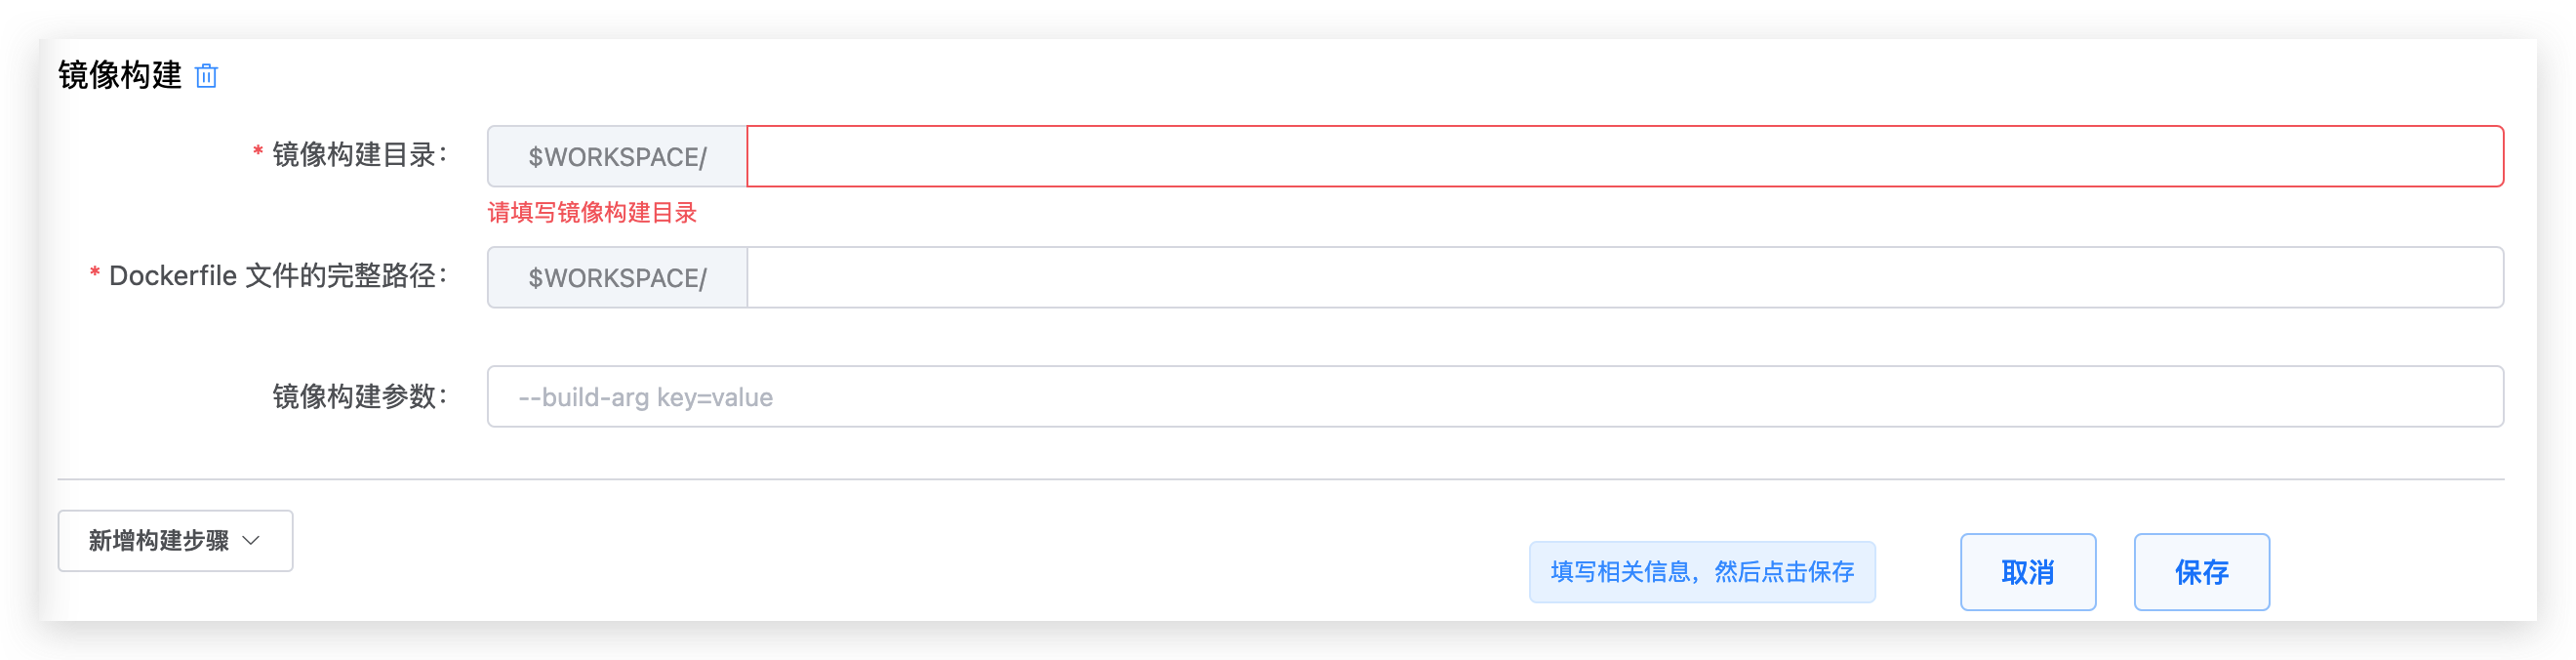 镜像构建
* 镜像构建目录: $WORKSPACE/
请填写镜像构建目录
* Dockerfile 文件的完整路径: $WORKSPACE/
镜像构建参数: --build-arg key=value
新增构建步骤
填写相关信息，然后点击保存 取消 保存